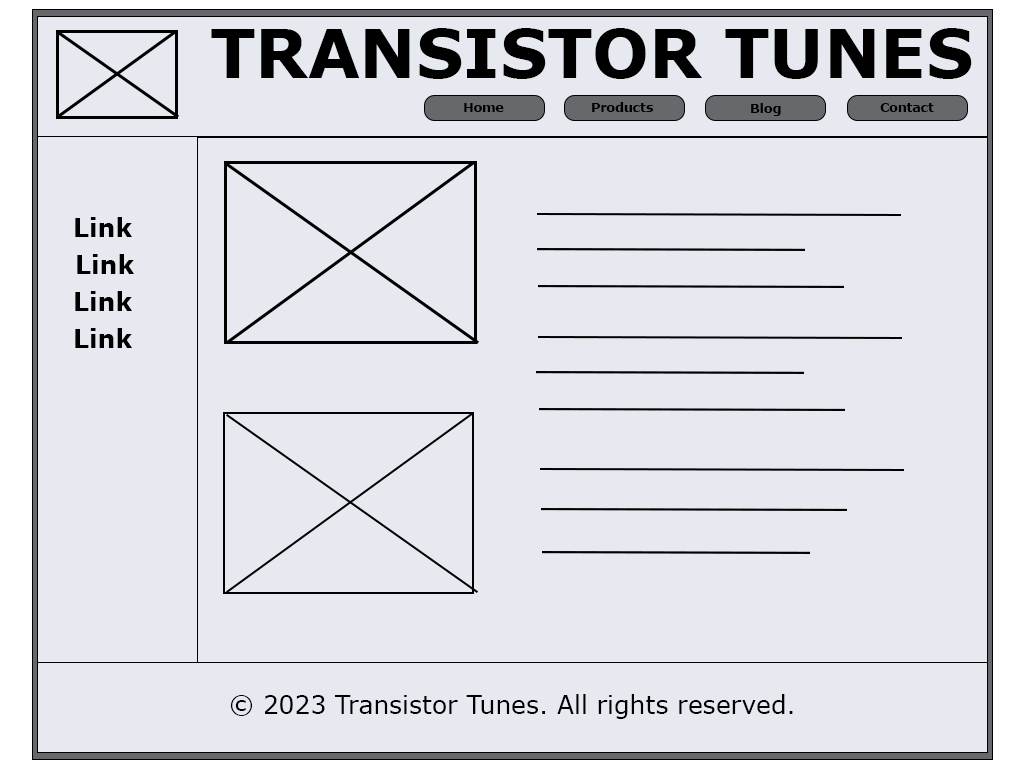 TRANSISTOR TUNES
Home Products Blog Contact
Link
Link
Link
Link
© 2023 Transistor Tunes. All rights reserved.